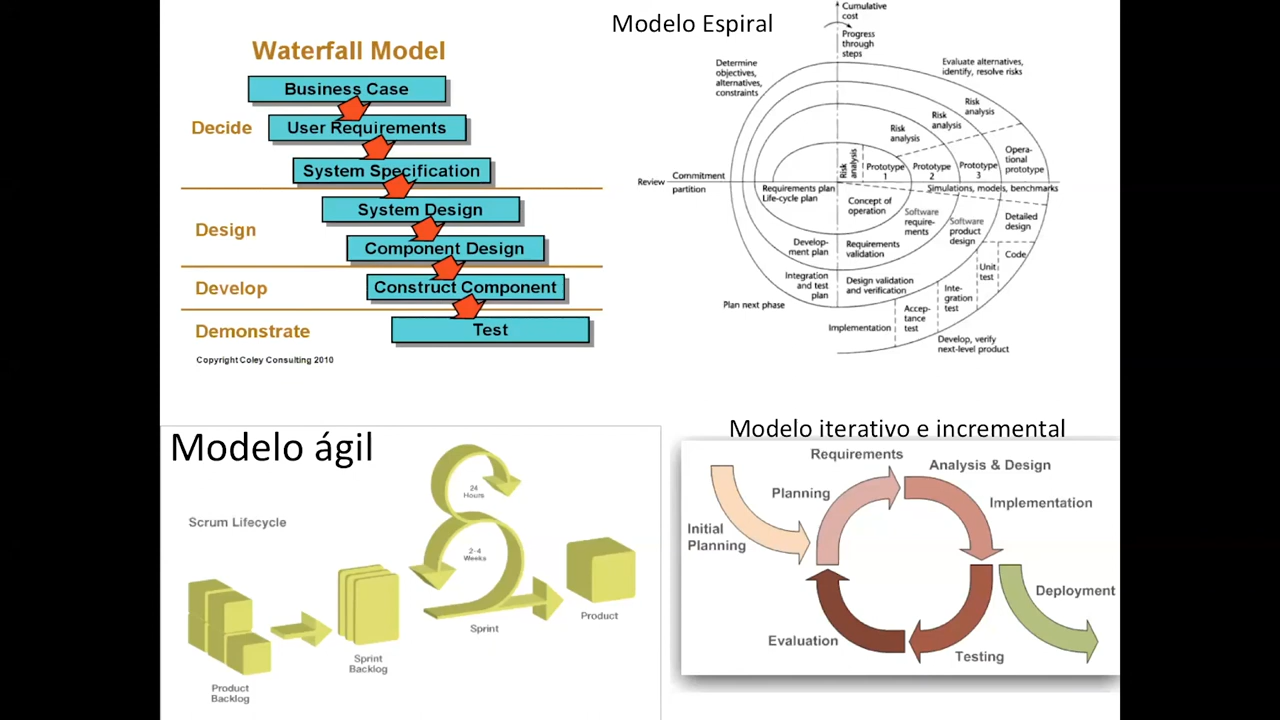 Waterfall Model
Business Case
Decide
User Requirements
System Specification
System Design
Design
Component Design
Develop
Construct Component
Demonstrate
Test
Copyright Coley Consulting 2010
Modelo Espiral
Cumulative
cost
Progress
through
steps
Determine
objectives,
alternatives,
constraints
Evaluate alternatives,
identify, resolve risks
Risk
analysis
Risk
analysis
Risk
analysis
Risk
analysis
Prototype
1
Prototype
2
Prototype
3
Opera-
tional
prototype
Review
Commitment
partition
Requirements plan
Life-cycle plan
Concept of
operation
Simulations, models, benchmarks
Software
require-
ments
Software
product
design
Detailed
design
Develop-
ment plan
Requirements
validation
Code
Unit
test
Integration
and test
plan
Design validation
and verification
Inte-
gration
test
Plan next phase
Accep-
tance
test
Implementation
Develop, verify
next-level product
Modelo ágil
Scrum Lifecycle
24
Hours
2-4
Weeks
Sprint
Product
Sprint
Backlog
Product
Backlog
Modelo iterativo e incremental
Requirements
Analysis & Design
Planning
Implementation
Initial
Planning
Deployment
Evaluation
Testing